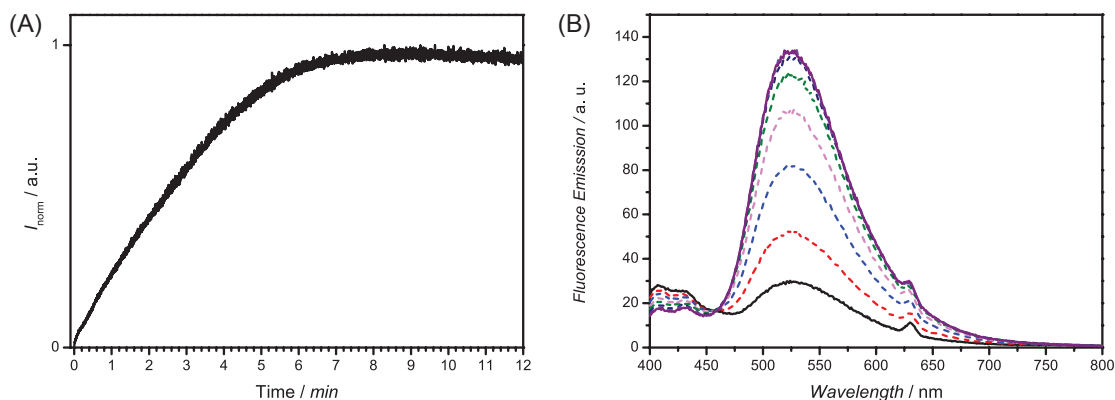 (A)
1
0
I norm / a.u.
0 1 2 3 4 5 6 7 8 9 10 11 12
Time / min
(B)
140
120
100
80
60
40
20
0
Fluorescence Emisssion / a. u.
400 450 500 550 600 650 700 750 800
Wavelength / nm